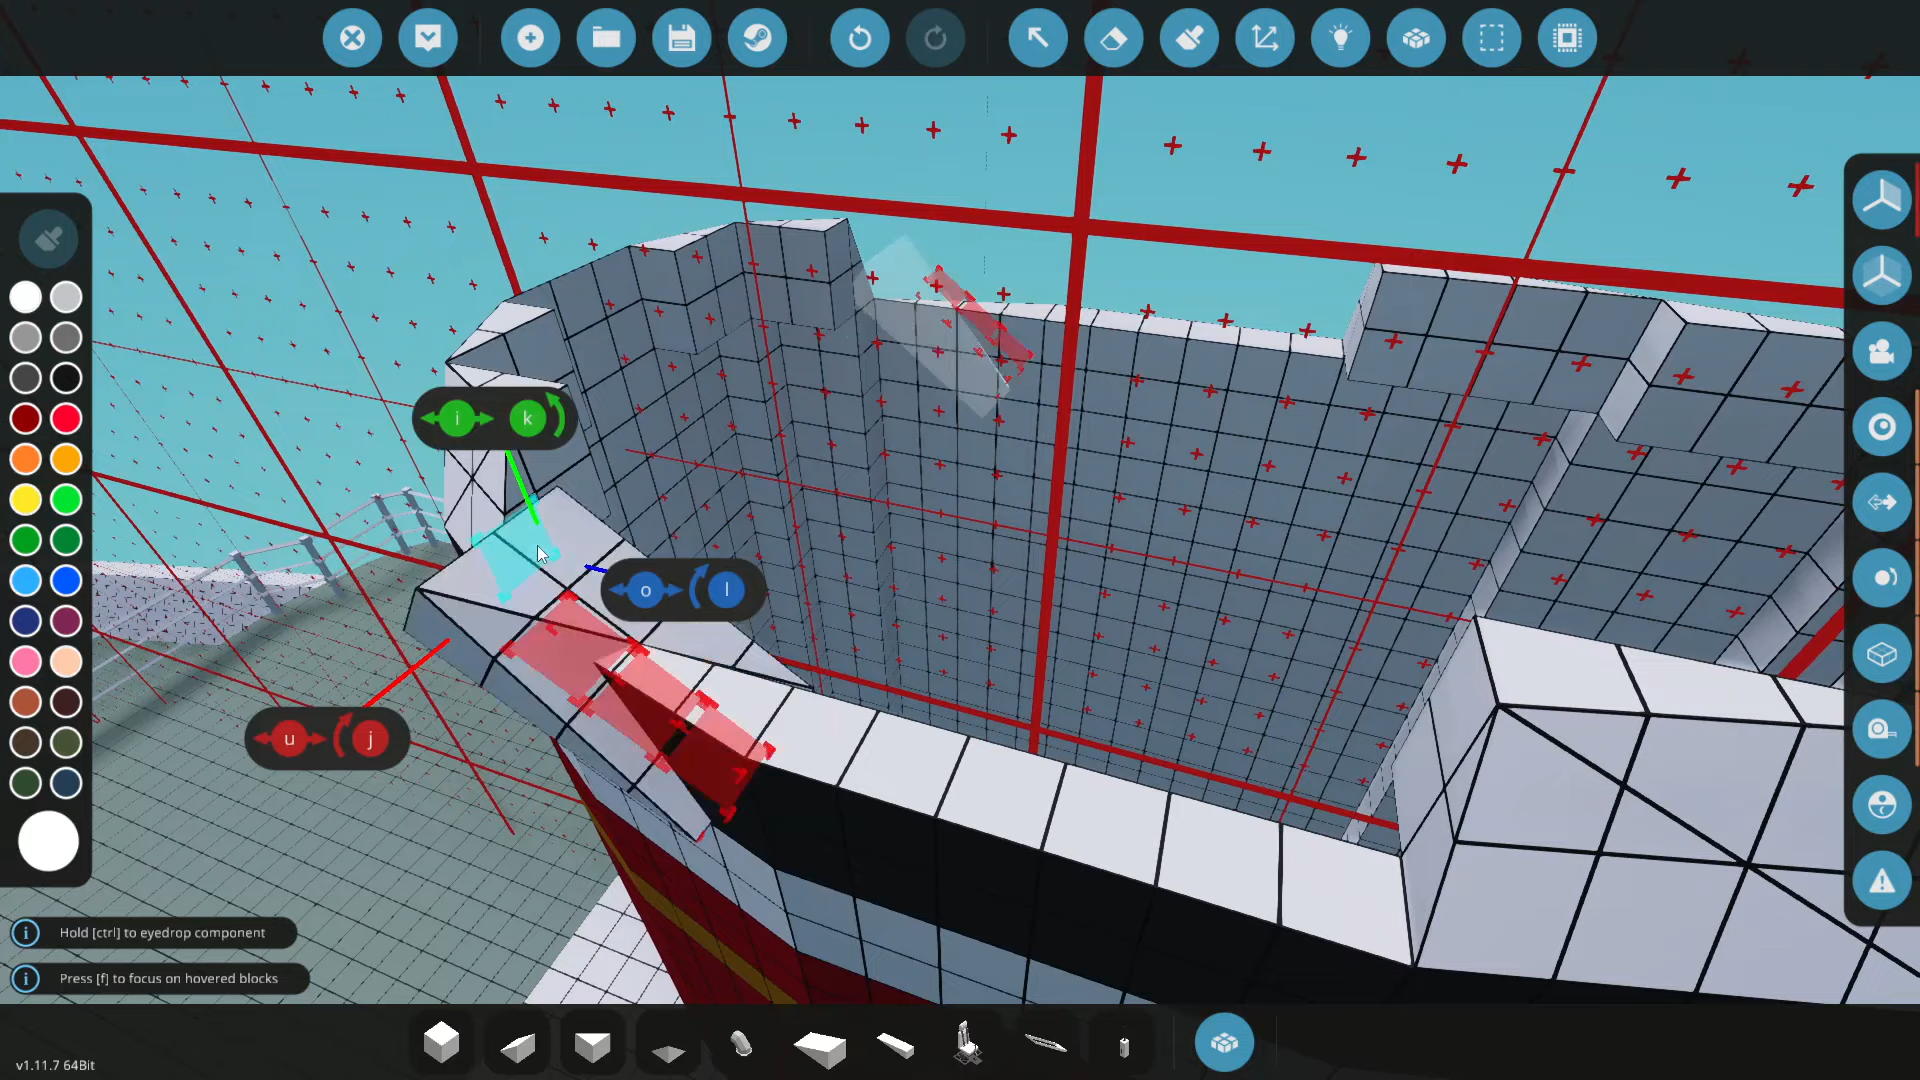 i k
o l
u j
Hold [ctrl] to eyedrop component
Press [f] to focus on hovered blocks
v1.11.7 64Bit